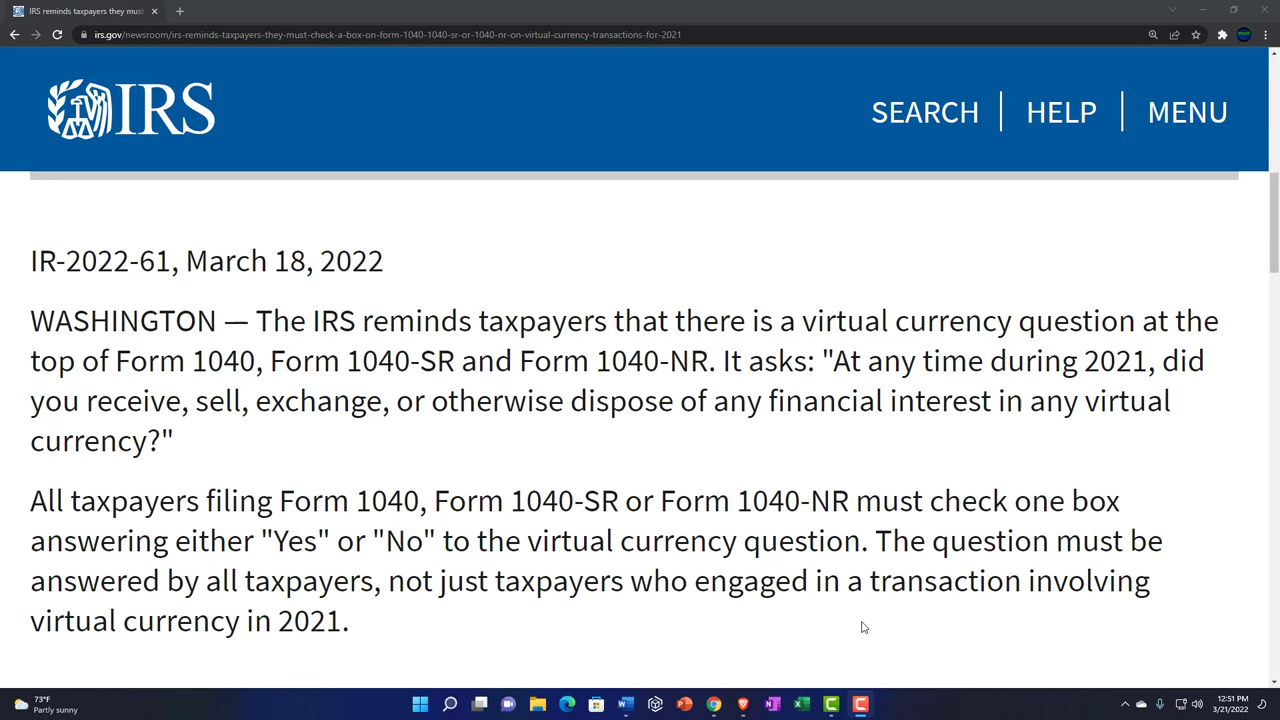 IRS reminds taxpayers they must
irs.gov/newsroom/irs-reminds-taxpayers-they-must-check-a-box-on-form-1040-1040-sr-or-1040-nr-on-virtual-currency-transactions-for-2021
IRS
SEARCH
HELP
MENU
IR-2022-61, March 18, 2022
WASHINGTON — The IRS reminds taxpayers that there is a virtual currency question at the
top of Form 1040, Form 1040-SR and Form 1040-NR. It asks: "At any time during 2021, did
you receive, sell, exchange, or otherwise dispose of any financial interest in any virtual
currency?"
All taxpayers filing Form 1040, Form 1040-SR or Form 1040-NR must check one box
answering either "Yes" or "No" to the virtual currency question. The question must be
answered by all taxpayers, not just taxpayers who engaged in a transaction involving
virtual currency in 2021.
73°F
Partly sunny
12:51 PM
3/21/2022